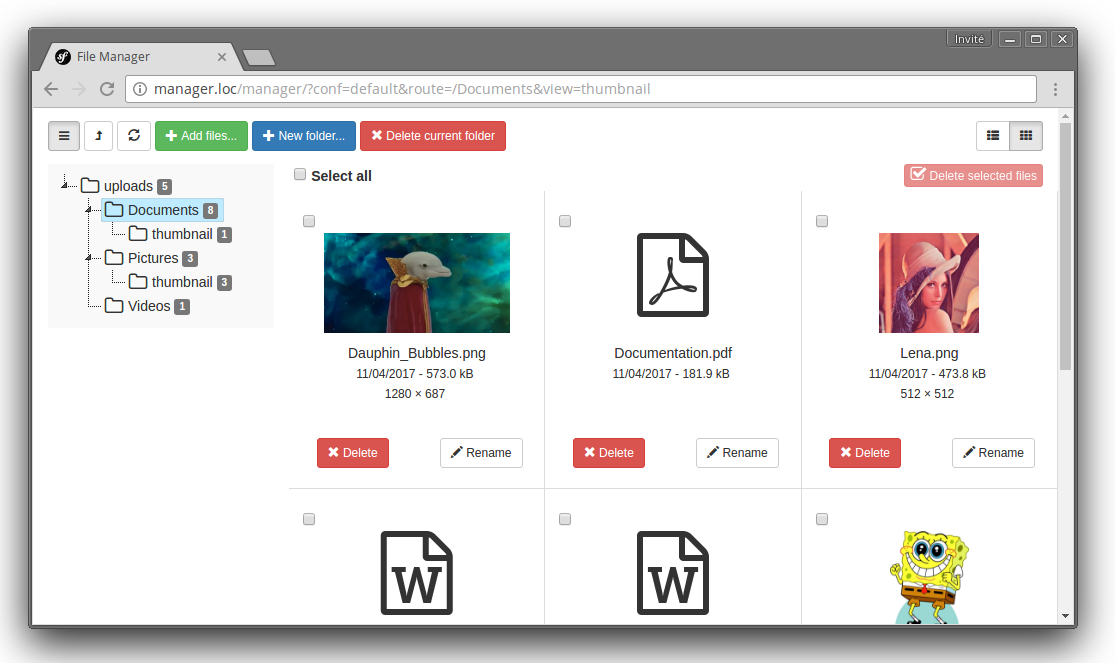 Invité
File Manager
manager.loc/manager/?conf=default&route=/Documents&view=thumbnail
Add files...
New folder...
Delete current folder
uploads 5
Documents 8
thumbnail 1
Pictures 3
thumbnail 3
Videos 1
Select all
Delete selected files
Dauphin_Bubbles.png
11/04/2017 - 573.0 kB
1280 × 687
Delete
Rename
Documentation.pdf
11/04/2017 - 181.9 kB
Delete
Rename
Lena.png
11/04/2017 - 473.8 kB
512 × 512
Delete
Rename
W
W